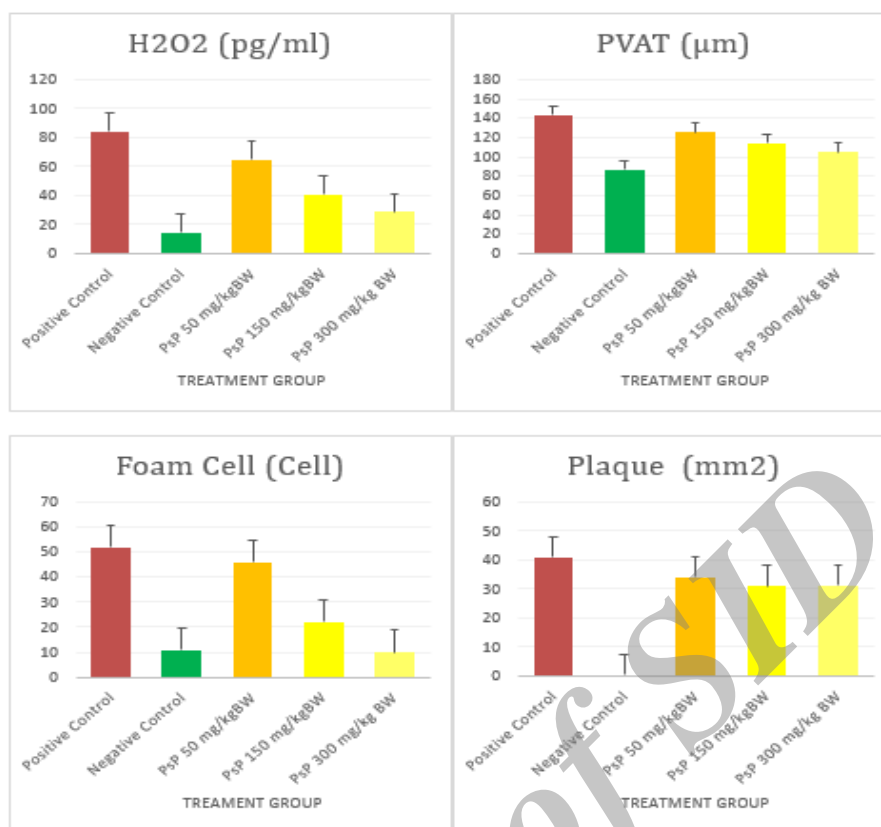 H2O2 (pg/ml)
120
100
80
60
40
20
0
Positive Control
Negative Control
PsP 50 mg/kgBW
PsP 150 mg/kgBW
PsP 300 mg/kg BW
TREATMENT GROUP
PVAT (µm)
180
160
140
120
100
80
60
40
20
0
Positive Control
Negative Control
PsP 50 mg/kgBW
PsP 150 mg/kgBW
PsP 300 mg/kg BW
TREATMENT GROUP
Foam Cell (Cell)
70
60
50
40
30
20
10
0
Positive Control
Negative Control
PsP 50 mg/kgBW
PsP 150 mg/kgBW
PsP 300 mg/kg BW
TREAMENT GROUP
Plaque (mm2)
60
50
40
30
20
10
0
Positive Control
Negative Control
PsP 50 mg/kgBW
PsP 150 mg/kgBW
PsP 300 mg/kg BW
TREATMENT GROUP
of SID